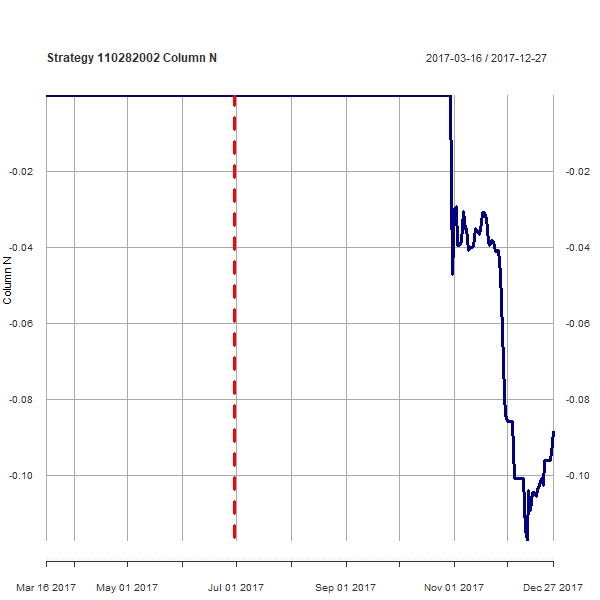 Strategy 110282002 Column N
2017-03-16 / 2017-12-27
-0.02
-0.02
-0.04
-0.04
Column N
-0.06
-0.06
-0.08
-0.08
-0.10
-0.10
Mar 16 2017
May 01 2017
Jul 01 2017
Sep 01 2017
Nov 01 2017
Dec 27 2017